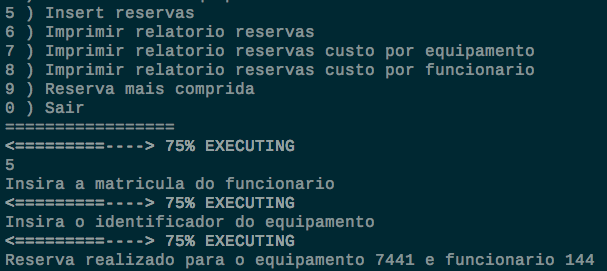 5 ) Insert reservas
6 ) Imprimir relatorio reservas
7 ) Imprimir relatorio reservas custo por equipamento
8 ) Imprimir relatorio reservas custo por funcionario
9 ) Reserva mais comprida
0 ) Sair
=================
<=========----> 75% EXECUTING
5
Insira a matricula do funcionario
<=========----> 75% EXECUTING
Insira o identificador do equipamento
<=========----> 75% EXECUTING
Reserva realizado para o equipamento 7441 e funcionario 144